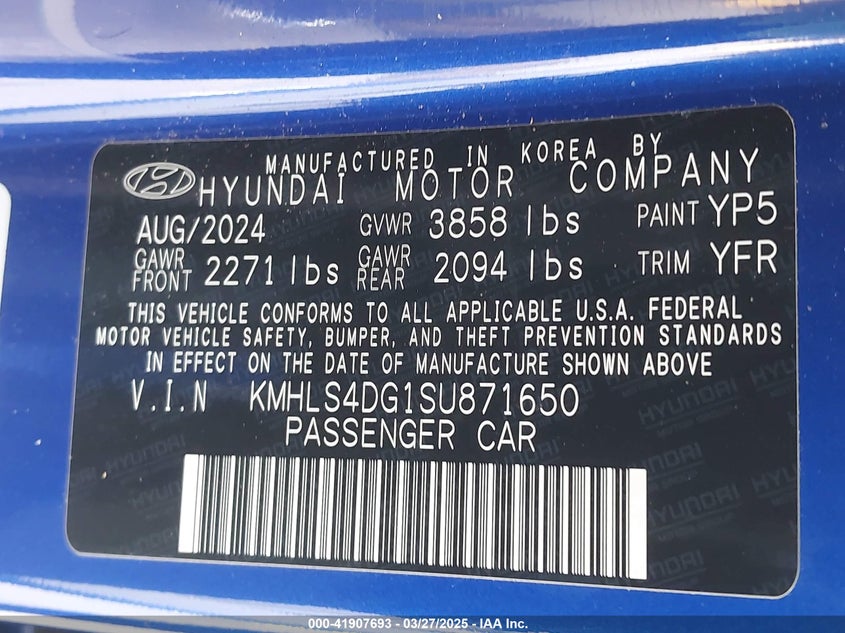 MANUFACTURED IN KOREA BY
HYUNDAI MOTOR COMPANY
AUG/2024 GVWR 3858 lbs PAINT YP5
GAWR FRONT 2271 lbs GAWR REAR 2094 lbs TRIM YFR
THIS VEHICLE CONFORMS TO ALL APPLICABLE U.S.A. FEDERAL
MOTOR VEHICLE SAFETY, BUMPER, AND THEFT PREVENTION STANDARDS
IN EFFECT ON THE DATE OF MANUFACTURE SHOWN ABOVE
V.I.N KMHLS4DG1SU871650
PASSENGER CAR
000-41907693 - 03/27/2025 - IAA Inc.